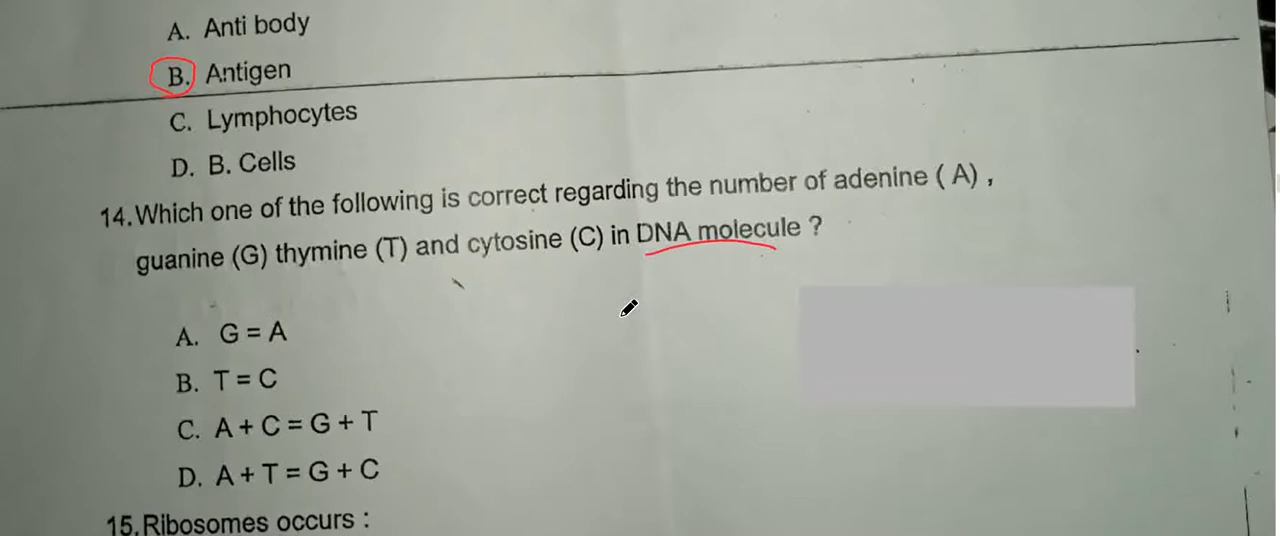 A. Anti body
B. Antigen
C. Lymphocytes
D. B. Cells
14. Which one of the following is correct regarding the number of adenine ( A) ,
guanine (G) thymine (T) and cytosine (C) in DNA molecule ?
A. G = A
B. T = C
C. A + C = G + T
D. A + T = G + C
15. Ribosomes occurs :